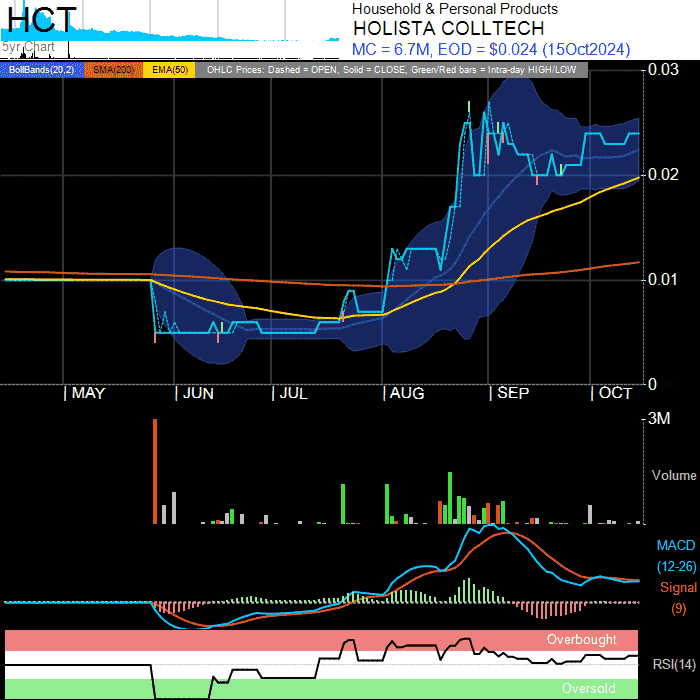 HCT
5yr Chart
Household & Personal Products
HOLISTA COLLTECH
MC = 6.7M, EOD = $0.024 (15Oct2024)
BollBands(20,2) SMA(200) EMA(50) OHLC Prices: Dashed = OPEN, Solid = CLOSE, Green/Red bars = Intra-day HIGH/LOW
0.03
0.02
0.01
0
| MAY | JUN | JUL | AUG | SEP | OCT
3M
Volume
MACD
(12-26)
Signal
(9)
Overbought
RSI(14)
Oversold